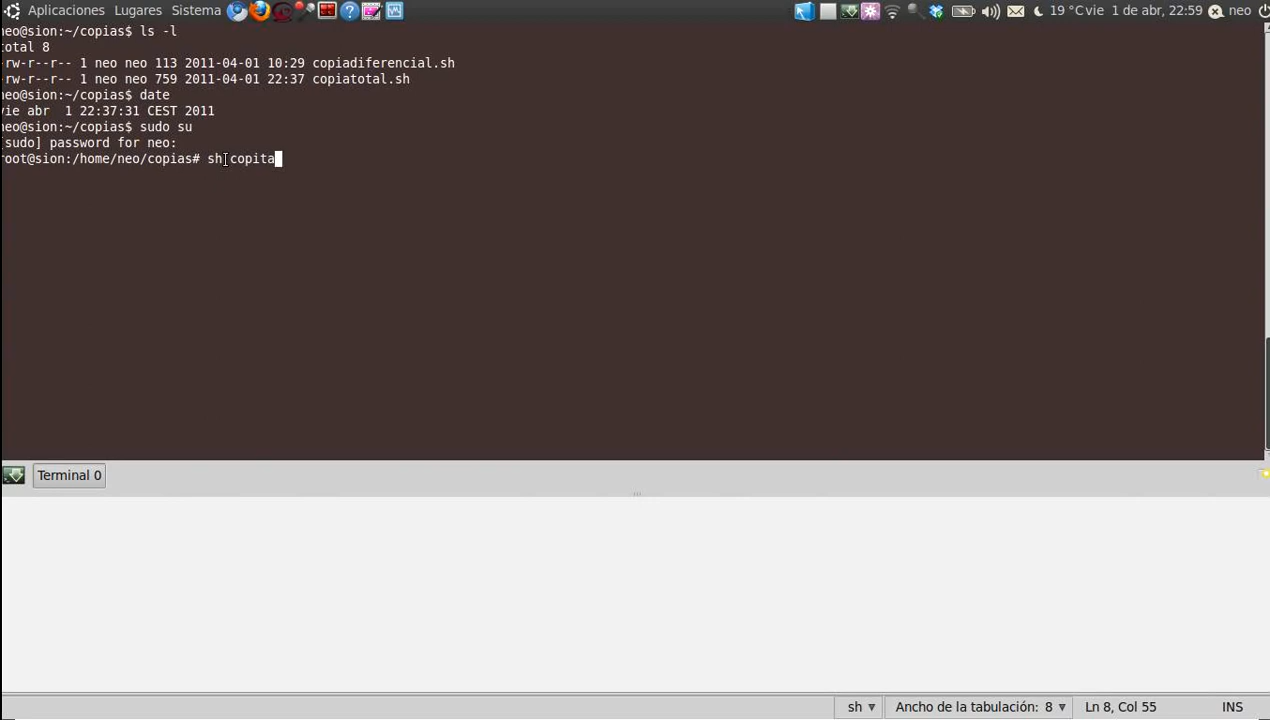 Aplicaciones Lugares Sistema 19 °C vie 1 de abr, 22:59 neo
neo@sion:~/copias$ ls -l
total 8
-rw-r--r-- 1 neo neo 113 2011-04-01 10:29 copiadiferencial.sh
-rw-r--r-- 1 neo neo 759 2011-04-01 22:37 copiatotal.sh
neo@sion:~/copias$ date
vie abr  1 22:37:31 CEST 2011
neo@sion:~/copias$ sudo su
[sudo] password for neo:
root@sion:/home/neo/copias# sh copita
Terminal 0
sh Ancho de la tabulación: 8 Ln 8, Col 55 INS